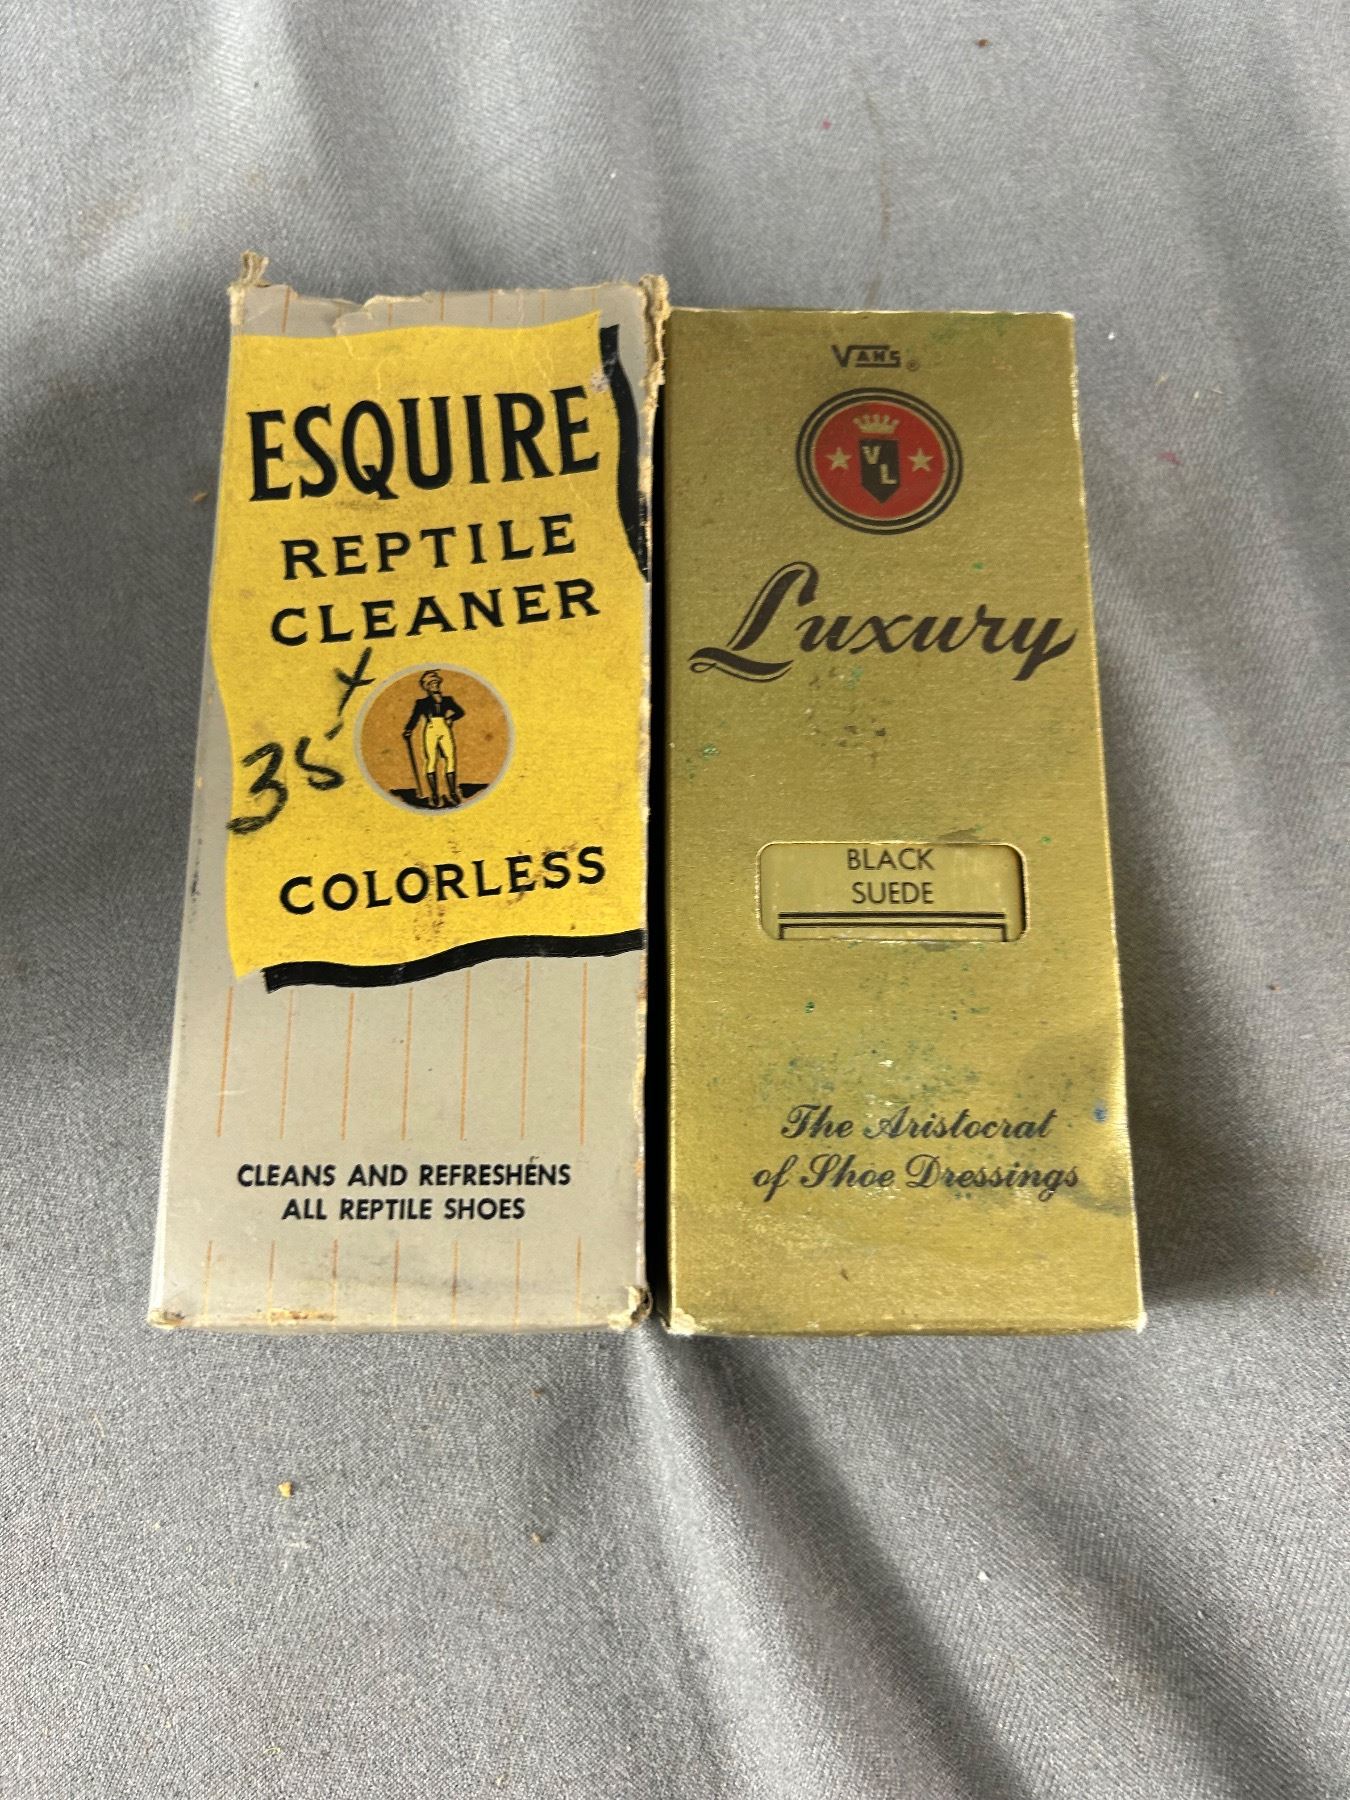 ESQUIRE
REPTILE
CLEANER
35 x
COLORLESS
CLEANS AND REFRESHENS
ALL REPTILE SHOES
VAN'S ®
VL
Luxury
BLACK
SUEDE
The Aristocrat
of Shoe Dressings